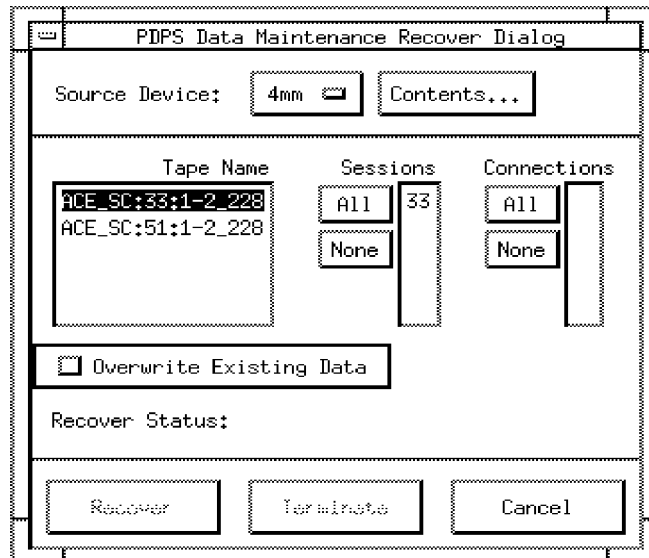 PDPS Data Maintenance Recover Dialog
Source Device: 4mm Contents...
Tape Name Sessions Connections
ACE_SC:33:1-2_228 All 33 All
ACE_SC:51:1-2_228
None None
Overwrite Existing Data
Recover Status:
Recover Terminate Cancel